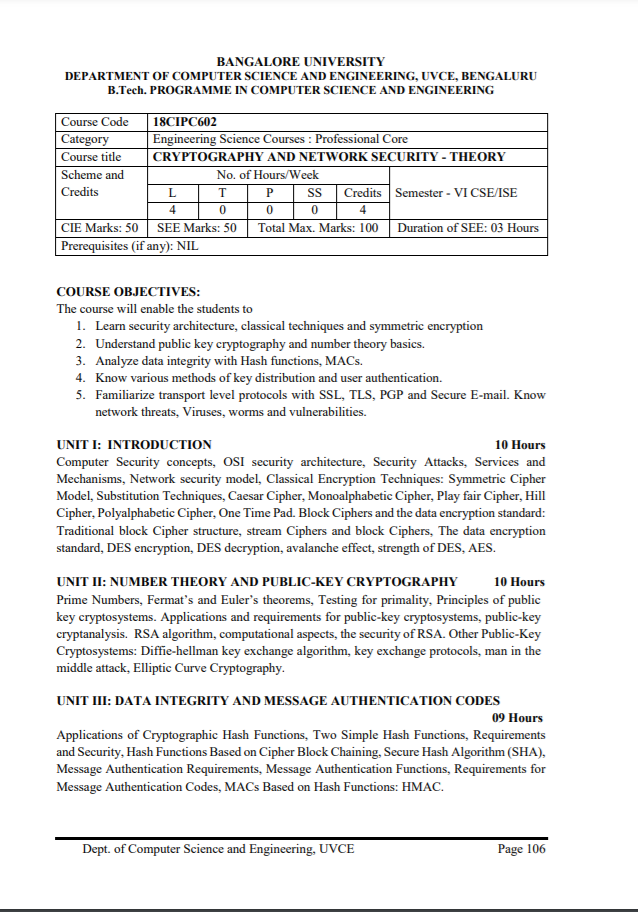 BANGALORE UNIVERSITY
DEPARTMENT OF COMPUTER SCIENCE AND ENGINEERING, UVCE, BENGALURU
B.Tech. PROGRAMME IN COMPUTER SCIENCE AND ENGINEERING
Course Code 18CIPC602
Category Engineering Science Courses : Professional Core
Course title CRYPTOGRAPHY AND NETWORK SECURITY - THEORY
Scheme and No. of Hours/Week
Credits L T P SS Credits Semester - VI CSE/ISE
4 0 0 0 4
CIE Marks: 50 SEE Marks: 50 Total Max. Marks: 100 Duration of SEE: 03 Hours
Prerequisites (if any): NIL
COURSE OBJECTIVES:
The course will enable the students to
1. Learn security architecture, classical techniques and symmetric encryption
2. Understand public key cryptography and number theory basics.
3. Analyze data integrity with Hash functions, MACs.
4. Know various methods of key distribution and user authentication.
5. Familiarize transport level protocols with SSL, TLS, PGP and Secure E-mail. Know
network threats, Viruses, worms and vulnerabilities.
UNIT I: INTRODUCTION 10 Hours
Computer Security concepts, OSI security architecture, Security Attacks, Services and
Mechanisms, Network security model, Classical Encryption Techniques: Symmetric Cipher
Model, Substitution Techniques, Caesar Cipher, Monoalphabetic Cipher, Play fair Cipher, Hill
Cipher, Polyalphabetic Cipher, One Time Pad. Block Ciphers and the data encryption standard:
Traditional block Cipher structure, stream Ciphers and block Ciphers, The data encryption
standard, DES encryption, DES decryption, avalanche effect, strength of DES, AES.
UNIT II: NUMBER THEORY AND PUBLIC-KEY CRYPTOGRAPHY 10 Hours
Prime Numbers, Fermat's and Euler's theorems, Testing for primality, Principles of public
key cryptosystems. Applications and requirements for public-key cryptosystems, public-key
cryptanalysis. RSA algorithm, computational aspects, the security of RSA. Other Public-Key
Cryptosystems: Diffie-hellman key exchange algorithm, key exchange protocols, man in the
middle attack, Elliptic Curve Cryptography.
UNIT III: DATA INTEGRITY AND MESSAGE AUTHENTICATION CODES
09 Hours
Applications of Cryptographic Hash Functions, Two Simple Hash Functions, Requirements
and Security, Hash Functions Based on Cipher Block Chaining, Secure Hash Algorithm (SHA),
Message Authentication Requirements, Message Authentication Functions, Requirements for
Message Authentication Codes, MACs Based on Hash Functions: HMAC.
Dept. of Computer Science and Engineering, UVCE Page 106